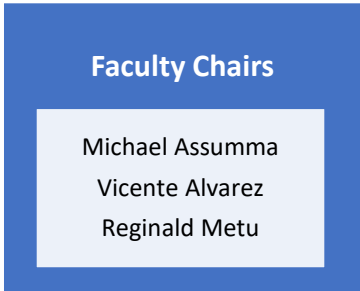 Faculty Chairs
Michael Assumma
Vicente Alvarez
Reginald Metu